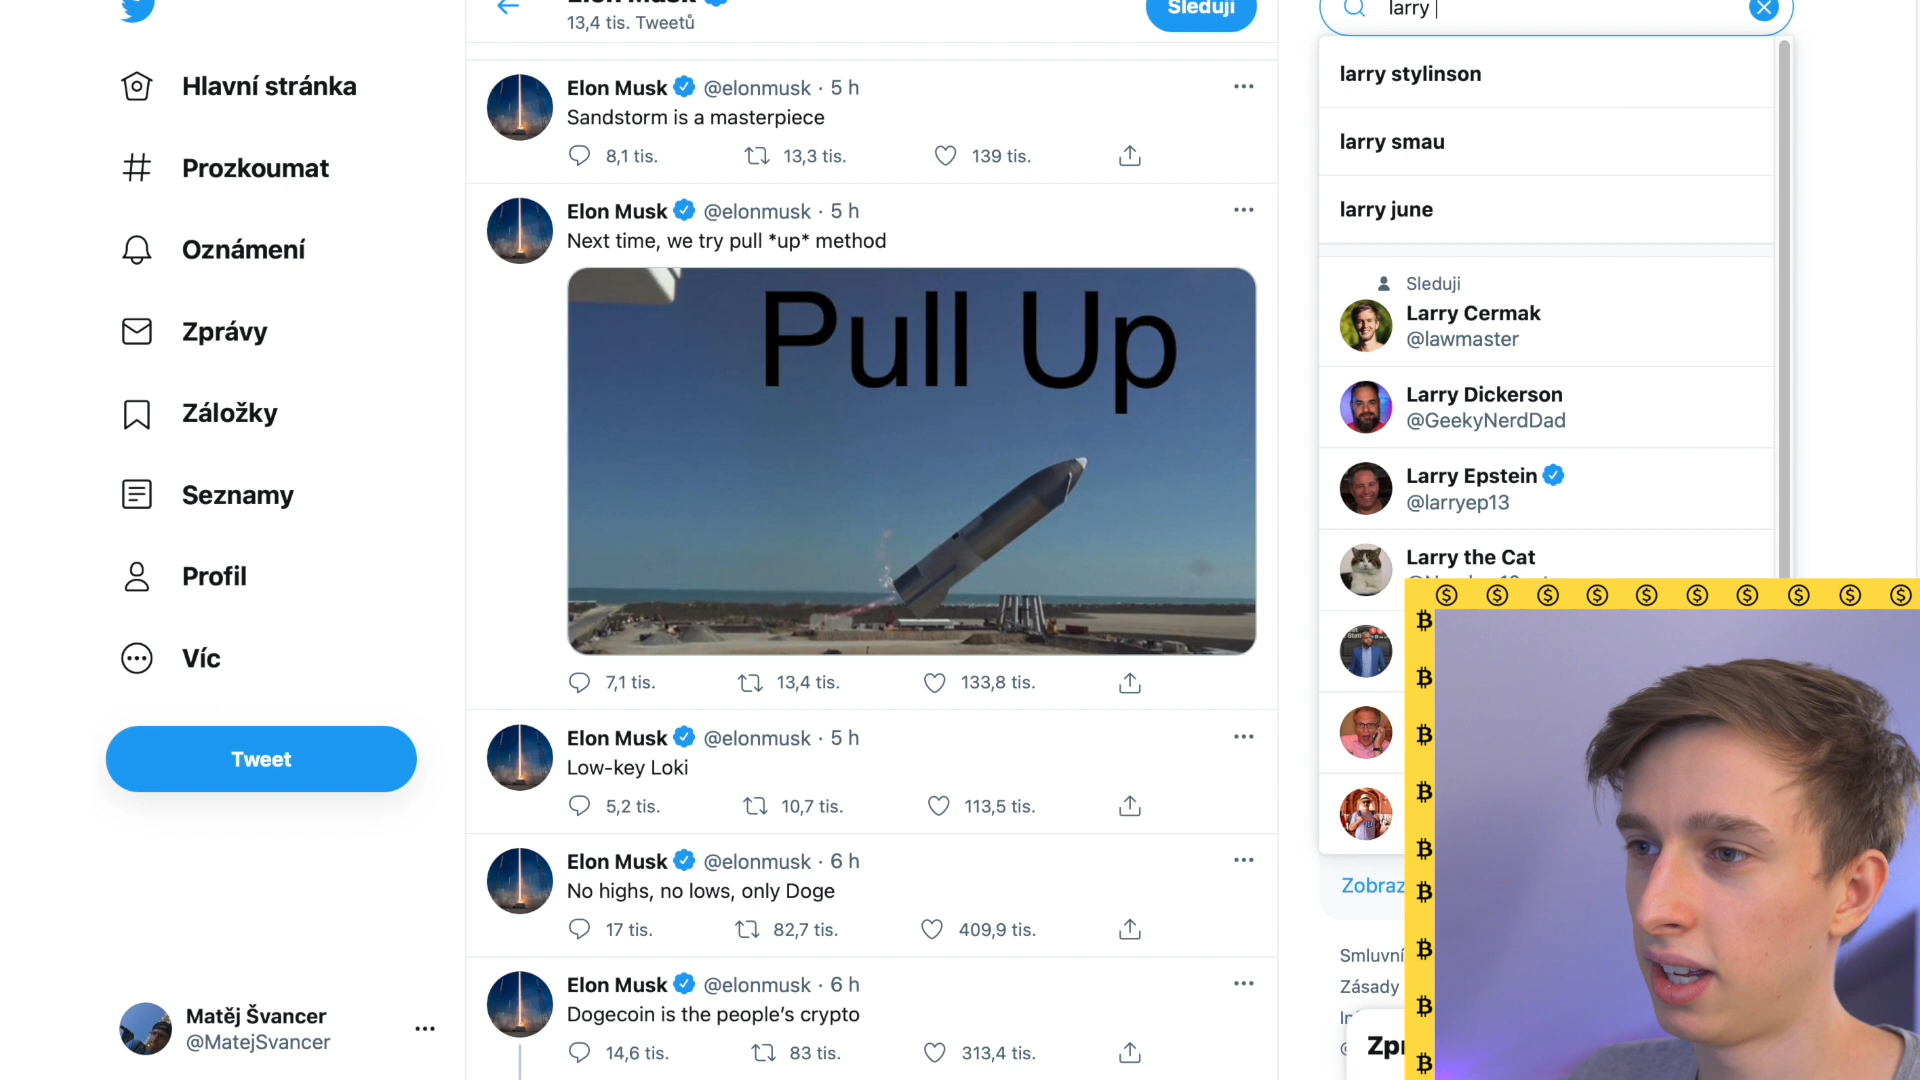 Hlavní stránka
Prozkoumat
Oznámení
Zprávy
Záložky
Seznamy
Profil
Víc
Tweet
Matěj Švancer
@MatejSvancer
Elon Musk
13,4 tis. Tweetů
Sleduji
Elon Musk @elonmusk · 5 h
Sandstorm is a masterpiece
8,1 tis. 13,3 tis. 139 tis.
Elon Musk @elonmusk · 5 h
Next time, we try pull *up* method
Pull Up
7,1 tis. 13,4 tis. 133,8 tis.
Elon Musk @elonmusk · 5 h
Low-key Loki
5,2 tis. 10,7 tis. 113,5 tis.
Elon Musk @elonmusk · 6 h
No highs, no lows, only Doge
17 tis. 82,7 tis. 409,9 tis.
Elon Musk @elonmusk · 6 h
Dogecoin is the people's crypto
14,6 tis. 83 tis. 313,4 tis.
larry
larry stylinson
larry smau
larry june
Sleduji
Larry Cermak
@lawmaster
Larry Dickerson
@GeekyNerdDad
Larry Epstein
@larryep13
Larry the Cat
Zobraz
Smluvní
Zásady
Zpr